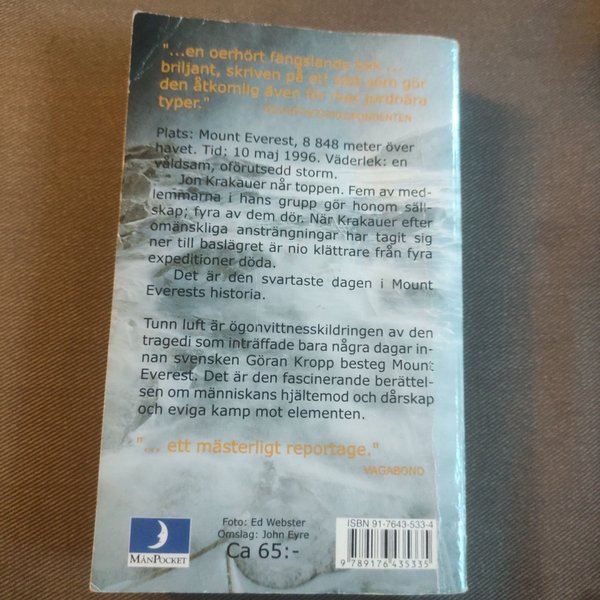 "...en oerhört fängslande bok ...
briljant, skriven på ett sätt som gör
den åtkomlig även för mer jordnära
typer."
Plats: Mount Everest, 8 848 meter över
havet. Tid: 10 maj 1996. Väderlek: en
våldsam, oförutsedd storm.
Jon Krakauer når toppen. Fem av med-
lemmarna i hans grupp gör honom säll-
skap; fyra av dem dör. När Krakauer efter
omänskliga ansträngningar har tagit sig
ner till baslägret är nio klättrare från fyra
expeditioner döda.
Det är den svartaste dagen i Mount
Everests historia.
Tunn luft är ögonvittnesskildringen av den
tragedi som inträffade bara några dagar in-
nan svensken Göran Kropp besteg Mount
Everest. Det är den fascinerande berättel-
sen om människans hjältemod och dårskap
och eviga kamp mot elementen.
"... ett mästerligt reportage."
VAGABOND
Foto: Ed Webster
Omslag: John Eyre
Ca 65:-
MÅNPOCKET
ISBN 91-7643-533-4
9 789176 435335